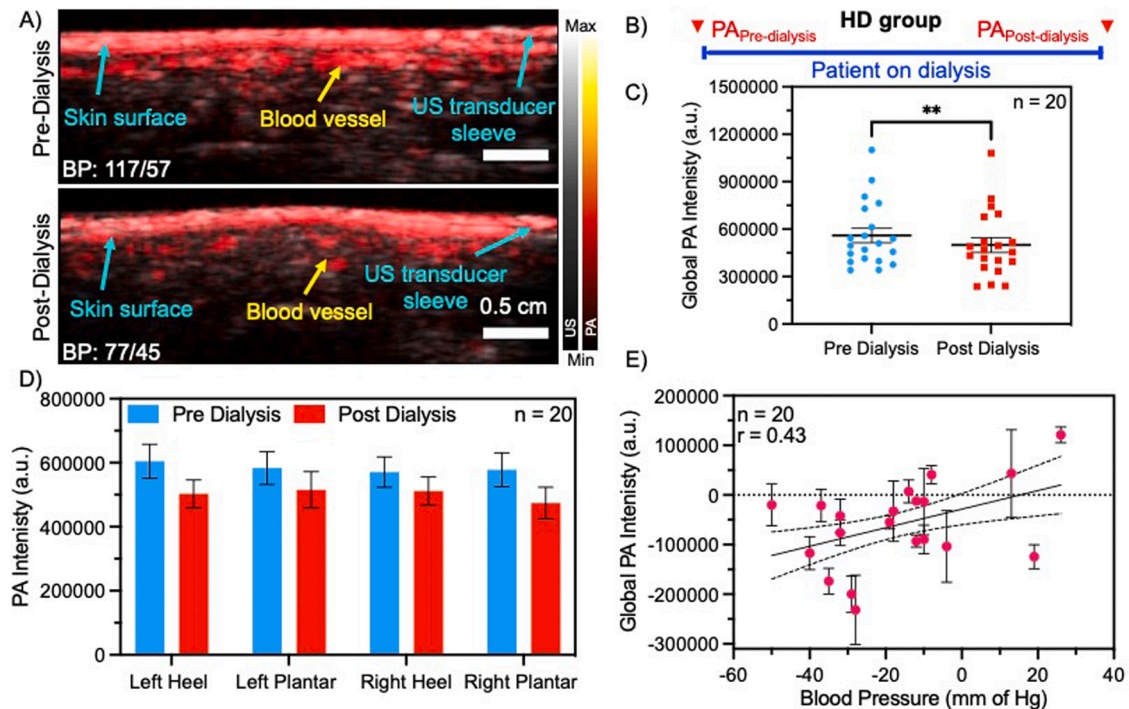 A)
Pre-Dialysis
Skin surface
Blood vessel
US transducer
sleeve
BP: 117/57
Post-Dialysis
Skin surface
Blood vessel
US transducer
sleeve
0.5 cm
BP: 77/45
Max
US
PA
Min
B)
HD group
PAPre-dialysis
PAPost-dialysis
Patient on dialysis
C)
n = 20
**
Global PA Intenisty (a.u.)
1500000
1200000
900000
600000
300000
0
Pre Dialysis
Post Dialysis
D)
PA Intenisty (a.u.)
800000
600000
400000
200000
0
Pre Dialysis
Post Dialysis
n = 20
Left Heel
Left Plantar
Right Heel
Right Plantar
E)
Global PA Intenisty (a.u.)
200000
100000
0
-100000
-200000
-300000
n = 20
r = 0.43
-60
-40
-20
0
20
40
Blood Pressure (mm of Hg)